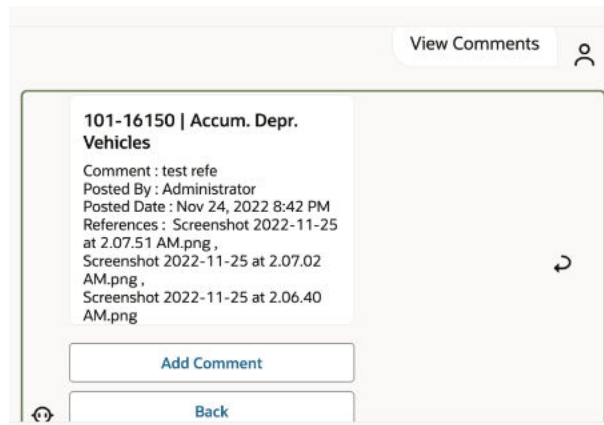 View Comments
101-16150 | Accum. Depr.
Vehicles
Comment : test refe
Posted By : Administrator
Posted Date : Nov 24, 2022 8:42 PM
References :  Screenshot 2022-11-25
at 2.07.51 AM.png ,
Screenshot 2022-11-25 at 2.07.02
AM.png ,
Screenshot 2022-11-25 at 2.06.40
AM.png
Add Comment
Back